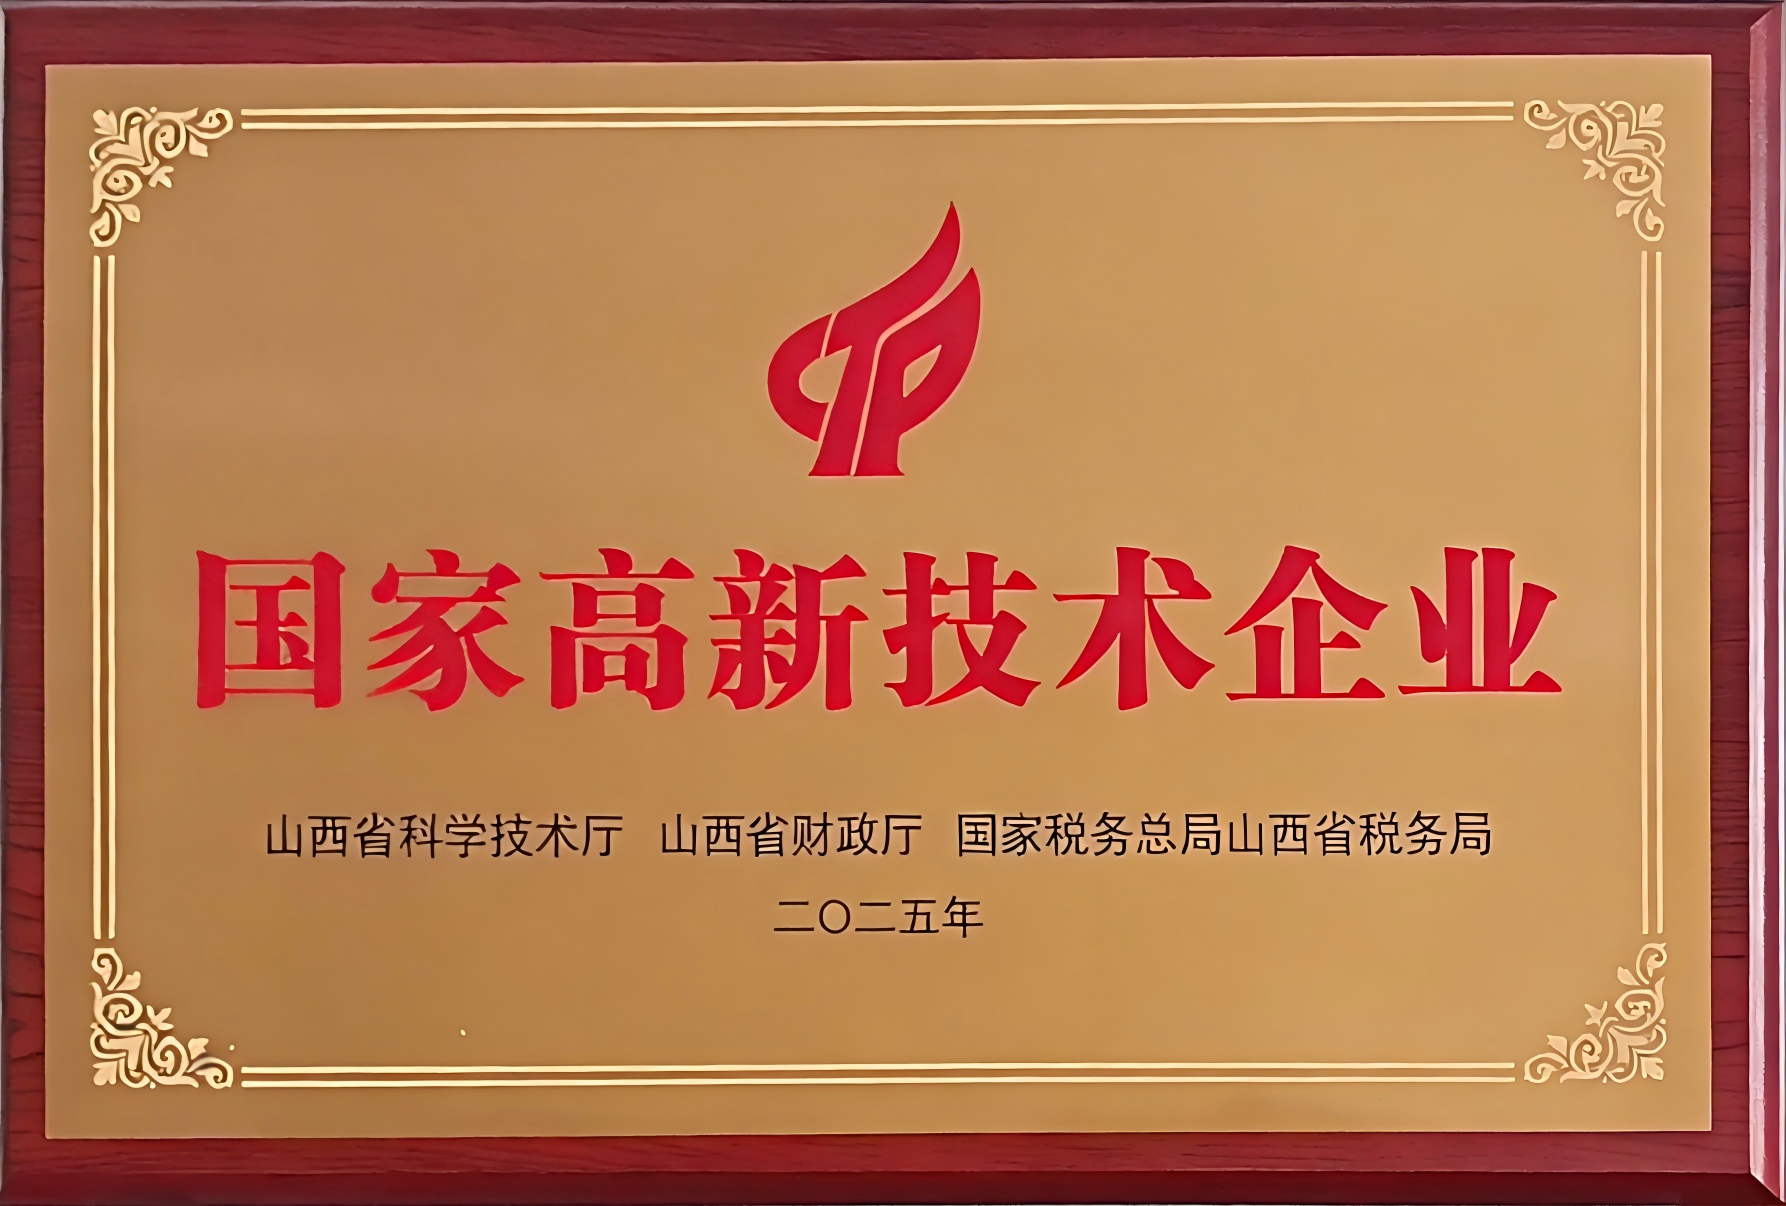 国家高新技术企业
山西省科学技术厅 山西省财政厅 国家税务总局山西省税务局
二〇二五年